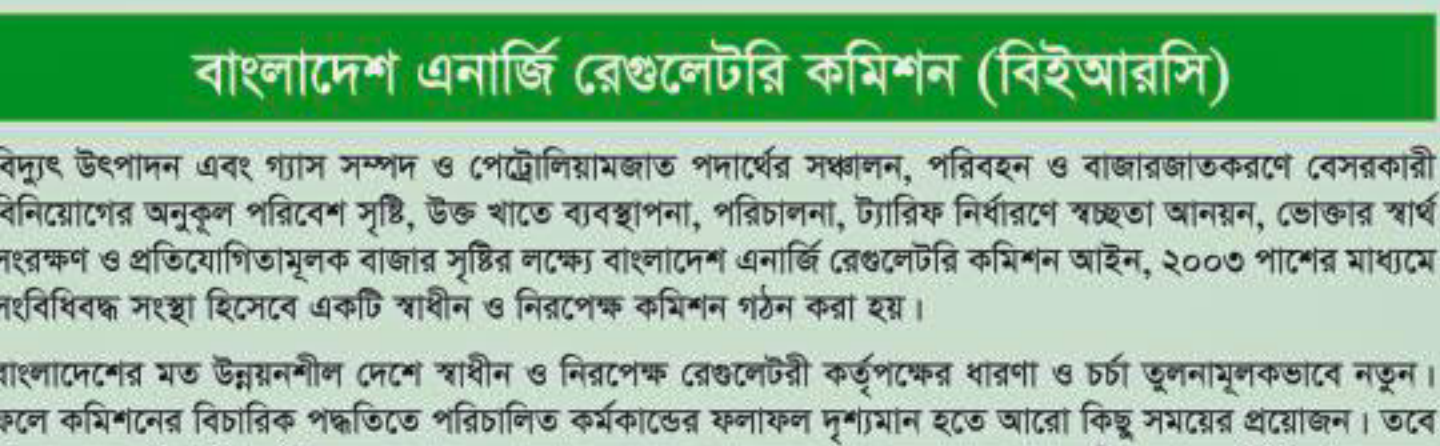 বাংলাদেশ এনার্জি রেগুলেটরি কমিশন (বিইআরসি)
বিদ্যুৎ উৎপাদন এবং গ্যাস সম্পদ ও পেট্রোলিয়ামজাত পদার্থের সঞ্চালন, পরিবহন ও বাজারজাতকরণে বেসরকারী
বিনিয়োগের অনুকূল পরিবেশ সৃষ্টি, উক্ত খাতে ব্যবস্থাপনা, পরিচালনা, ট্যারিফ নির্ধারণে স্বচ্ছতা আনয়ন, ভোক্তার স্বার্থ
সংরক্ষণ ও প্রতিযোগিতামূলক বাজার সৃষ্টির লক্ষ্যে বাংলাদেশ এনার্জি রেগুলেটরি কমিশন আইন, ২০০৩ পাশের মাধ্যমে
সংবিধিবদ্ধ সংস্থা হিসেবে একটি স্বাধীন ও নিরপেক্ষ কমিশন গঠন করা হয়।
বাংলাদেশের মত উন্নয়নশীল দেশে স্বাধীন ও নিরপেক্ষ রেগুলেটরী কর্তৃপক্ষের ধারণা ও চর্চা তুলনামূলকভাবে নতুন।
ফলে কমিশনের বিচারিক পদ্ধতিতে পরিচালিত কর্মকান্ডের ফলাফল দৃশ্যমান হতে আরো কিছু সময়ের প্রয়োজন। তবে